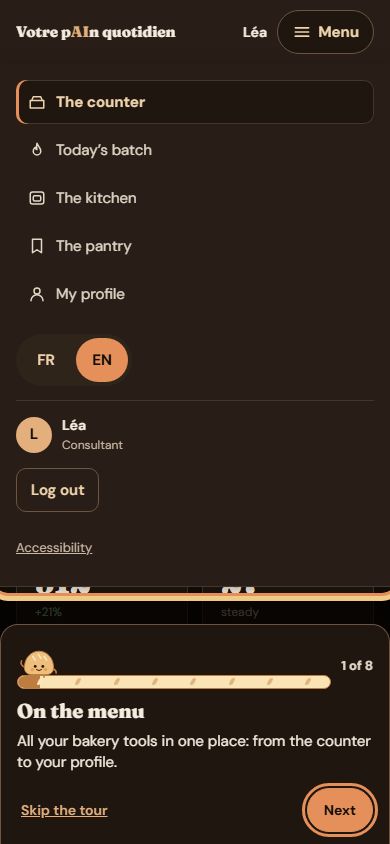 Votre pAIn quotidien
Léa
Menu
The counter
Today’s batch
The kitchen
The pantry
My profile
FR
EN
L
Léa
Consultant
Log out
Accessibility
+21%
steady
1 of 8
On the menu
All your bakery tools in one place: from the counter
to your profile.
Skip the tour
Next